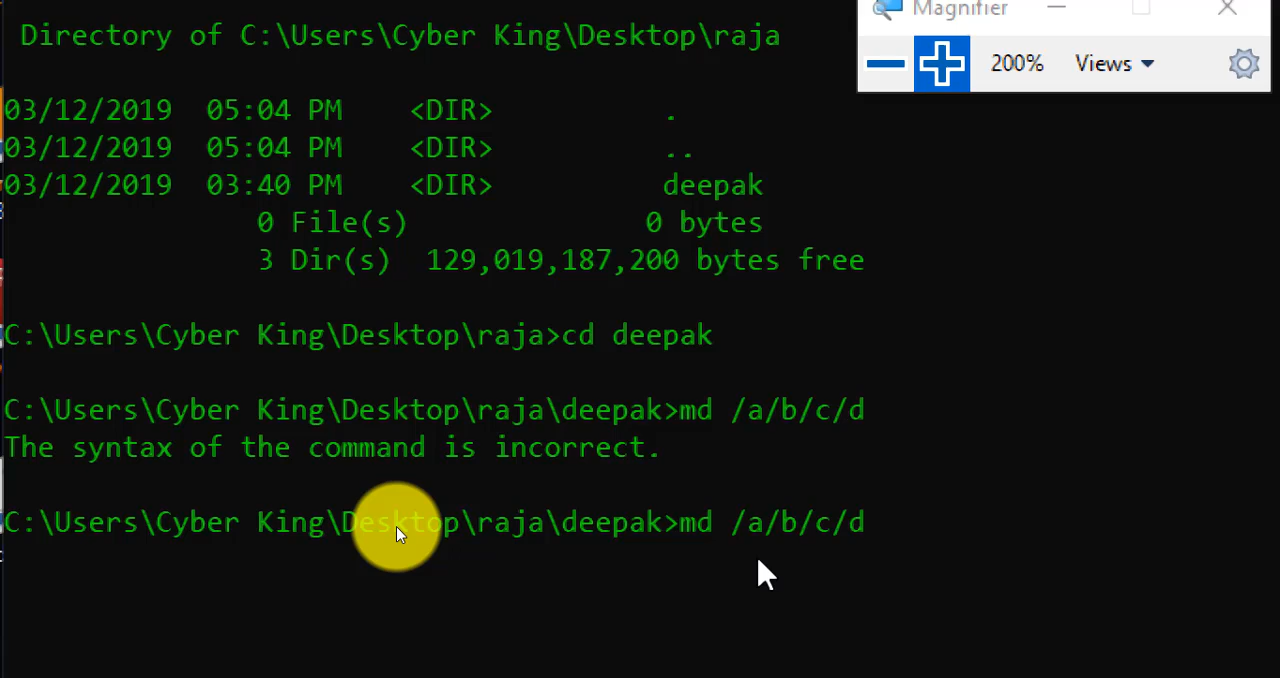 Magnifier
200% Views
Directory of C:\Users\Cyber King\Desktop\raja
03/12/2019 05:04 PM <DIR> .
03/12/2019 05:04 PM <DIR> ..
03/12/2019 03:40 PM <DIR> deepak
0 File(s) 0 bytes
3 Dir(s) 129,019,187,200 bytes free
C:\Users\Cyber King\Desktop\raja>cd deepak
C:\Users\Cyber King\Desktop\raja\deepak>md /a/b/c/d
The syntax of the command is incorrect.
C:\Users\Cyber King\Desktop\raja\deepak>md /a/b/c/d